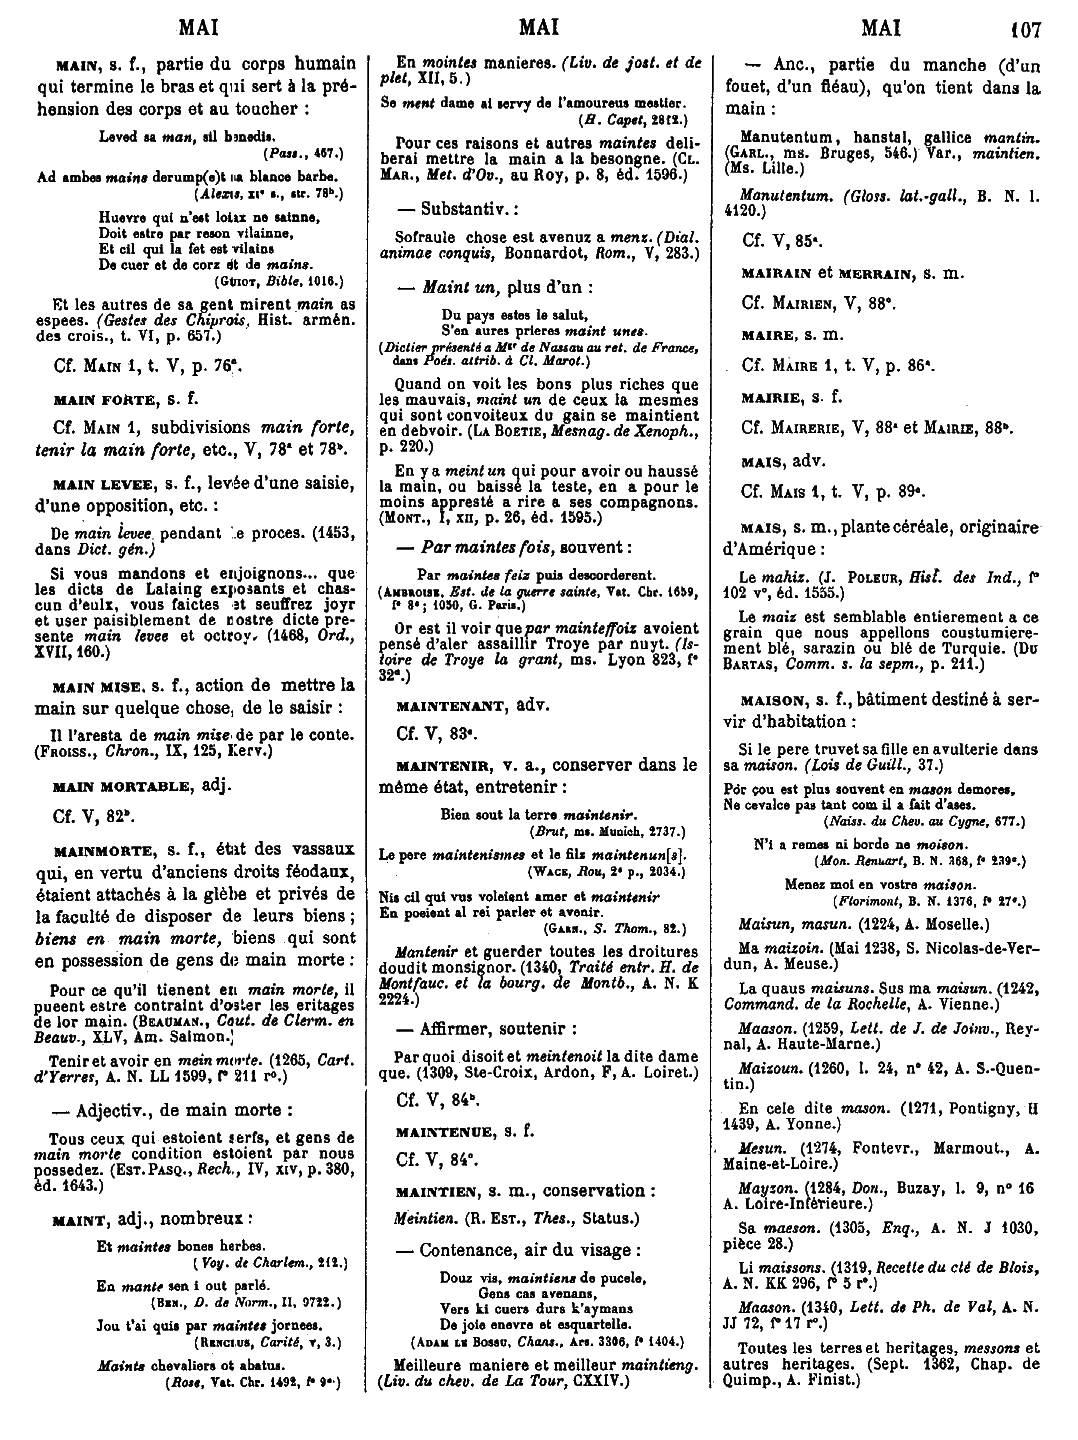 MAI
MAI
MAI 107
MAIN, s. f., partie du corps humain
qui termine le bras et qui sert à la pré-
hension des corps et au toucher :
Leved sa man, sil benedis.
(Pass., 467.)
Ad ambes mains derump(e)t sa blance barbe.
(Alexis, XIe s., str. 78b.)
Huevre qui n'est loiax ne sainne,
Doit estre par reson vilainne,
Et cil qui la fet est vilains
De cuer et de corz et de mains.
(Guiot, Bible, 1016.)
Et les autres de sa gent mirent main as
espees. (Gestes des Chiprois, Hist. armén.
des crois., t. VI, p. 657.)
Cf. Main 1, t. V, p. 76a.
MAIN FORTE, s. f.
Cf. Main 1, subdivisions main forte,
tenir la main forte, etc., V, 78a et 78b.
MAIN LEVEE, s. f., levée d'une saisie,
d'une opposition, etc. :
De main levee pendant le proces. (1453,
dans Dict. gén.)
Si vous mandons et enjoignons... que
les dicts de Lalaing exposants et chas-
cun d'eulx, vous faictes et seuffrez joyr
et user paisiblement de nostre dicte pre-
sente main levee et octroy. (1468, Ord.,
XVII, 160.)
MAIN MISE, s. f., action de mettre la
main sur quelque chose, de le saisir :
Il l'aresta de main mise de par le conte.
(Froiss., Chron., IX, 125, Kerv.)
MAIN MORTABLE, adj.
Cf. V, 82b.
MAINMORTE, s. f., état des vassaux
qui, en vertu d'anciens droits féodaux,
étaient attachés à la glèbe et privés de
la faculté de disposer de leurs biens ;
biens en main morte, biens qui sont
en possession de gens de main morte :
Pour ce qu'il tienent en main morte, il
pueent estre contraint d'oster les eritages
de lor main. (Beauman., Cout. de Clerm. en
Beauv., XLV, Am. Salmon.)
Tenir et avoir en mein morte. (1265, Cart.
d'Yerres, A. N. LL 1599, f° 211 r°.)
— Adjectiv., de main morte :
Tous ceux qui estoient serfs, et gens de
main morte condition estoient par nous
possedez. (Est. Pasq., Rech., IV, xiv, p. 380,
éd. 1643.)
MAINT, adj., nombreux :
Et maintes bones herbes.
(Voy. de Charlem., 212.)
En mante sen i out parlé.
(Ben., D. de Norm., II, 9722.)
Jou t'ai quis par maintes jornees.
(Renclus, Carité, v, 3.)
Maints chevaliers ot abatus.
(Rose, Vat. Chr. 1492, f° 9a.)
En mointes manieres. (Liv. de jost. et de
plet, XII, 5.)
Se ment dame ai servy de l'amoureus mestier.
(H. Capet, 2812.)
Pour ces raisons et autres maintes deli-
berai mettre la main a la besongne. (Cl.
Mar., Met. d'Ov., au Roy, p. 8, éd. 1596.)
— Substantiv. :
Sofraule chose est avenuz a menz. (Dial.
animae conquis, Bonnardot, Rom., V, 283.)
— Maint un, plus d'un :
Du pays estes le salut,
S'en aures prieres maint unes.
(Dictier présenté a Mgr de Nassau au ret. de France,
dans Poés. attrib. à Cl. Marot.)
Quand on voit les bons plus riches que
les mauvais, maint un de ceux la mesmes
qui sont convoiteux du gain se maintient
en debvoir. (La Boetie, Mesnag. de Xenoph.,
p. 220.)
En y a meint un qui pour avoir ou haussé
la main, ou baissé la teste, en a pour le
moins appresté a rire a ses compagnons.
(Mont., I, xii, p. 26, éd. 1595.)
— Par maintes fois, souvent :
Par maintes feiz puis descorderent.
(Ambroise, Est. de la guerre sainte, Vat. Chr. 1659,
f° 8a; 1050, G. Paris.)
Or est il voir que par mainteffoiz avoient
pensé d'aler assaillir Troye par nuyt. (Is-
toire de Troye la grant, ms. Lyon 823, f°
32a.)
MAINTENANT, adv.
Cf. V, 83a.
MAINTENIR, v. a., conserver dans le
même état, entretenir :
Bien sout la terre maintenir.
(Brut, ms. Munich, 2737.)
Le pere maintenismes et le filz maintenun[s].
(Wace, Rou, 2e p., 2034.)
Nis cil qui vus voleient amer et maintenir
En poeient al rei parler et avenir.
(Garn., S. Thom., 82.)
Mantenir et guerder toutes les droitures
doudit monsignor. (1340, Traité entr. H. de
Montfauc. et la bourg. de Montb., A. N. K
2224.)
— Affirmer, soutenir :
Par quoi disoit et meintenoit la dite dame
que. (1309, Ste-Croix, Ardon, F, A. Loiret.)
Cf. V, 84b.
MAINTENUE, s. f.
Cf. V, 84c.
MAINTIEN, s. m., conservation :
Meintien. (R. Est., Thes., Status.)
— Contenance, air du visage :
Douz vis, maintiens de pucele,
Gens cas avenans,
Vers ki cuers durs k'aymans
De joie enevre et esquartelle.
(Adam le Bossu, Chans., Ars. 3306, f° 1404.)
Meilleure maniere et meilleur maintieng.
(Liv. du chev. de La Tour, CXXIV.)
— Anc., partie du manche (d'un
fouet, d'un fléau), qu'on tient dans la
main :
Manutentum, hanstal, gallice mantin.
(Garl., ms. Bruges, 546.) Var., maintien.
(Ms. Lille.)
Manutentum. (Gloss. lat.-gall., B. N. l.
4120.)
Cf. V, 85a.
MAIRAIN et MERRAIN, s. m.
Cf. Mairien, V, 88a.
MAIRE, s. m.
Cf. Maire 1, t. V, p. 86a.
MAIRIE, s. f.
Cf. Mairerie, V, 88a et Mairie, 88b.
MAIS, adv.
Cf. Mais 1, t. V, p. 89a.
MAIS, s. m., plante céréale, originaire
d'Amérique :
Le mahiz. (J. Poleur, Hist. des Ind., f°
102 v°, éd. 1555.)
Le maiz est semblable entierement a ce
grain que nous appellons coustumiere-
ment blé, sarazin ou blé de Turquie. (Du
Bartas, Comm. s. la sepm., p. 211.)
MAISON, s. f., bâtiment destiné à ser-
vir d'habitation :
Si le pere truvet sa fille en avulterie dans
sa maison. (Lois de Guill., 37.)
Pór çou est plus souvent en mason demores,
Ne cevalce pas tant com il a fait d'ases.
(Naiss. du Chev. au Cygne, 677.)
N'i a remes ni borde ne moison.
(Mon. Renuart, B. N. 368, f° 239c.)
Menez moi en vostre maison.
(Florimont, B. N. 1376, f° 27c.)
Maisun, masun. (1224, A. Moselle.)
Ma maizoin. (Mai 1238, S. Nicolas-de-Ver-
dun, A. Meuse.)
La quaus maisuns. Sus ma maisun. (1242,
Command. de la Rochelle, A. Vienne.)
Maason. (1259, Lett. de J. de Joinv., Rey-
nal, A. Haute-Marne.)
Maizoun. (1260, l. 24, n° 42, A. S.-Quen-
tin.)
En cele dite mason. (1271, Pontigny, H
1439, A. Yonne.)
Mesun. (1274, Fontevr., Marmout., A.
Maine-et-Loire.)
Mayzon. (1284, Don., Buzay, l. 9, n° 16
A. Loire-Inférieure.)
Sa maeson. (1305, Enq., A. N. J 1030,
pièce 28.)
Li maissons. (1319, Recette du clé de Blois,
A. N. KK 296, f° 5 r°.)
Maason. (1340, Lett. de Ph. de Val, A. N.
JJ 72, f° 17 r°.)
Toutes les terres et heritages, messons et
autres heritages. (Sept. 1362, Chap. de
Quimp., A. Finist.)